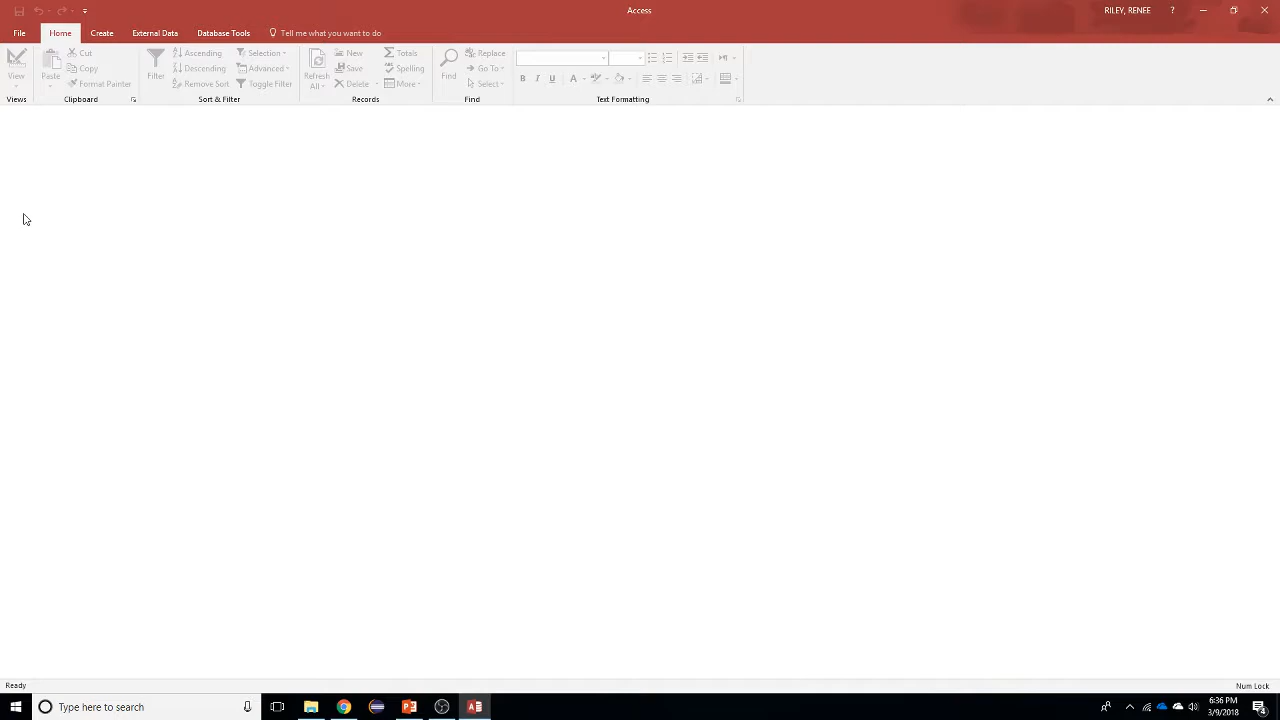 Access
RILEY, RENEE ?
File Home Create External Data Database Tools Tell me what you want to do
View
Views
Paste
Cut
Copy
Format Painter
Clipboard
Filter
Ascending
Descending
Remove Sort
Selection
Advanced
Toggle Filter
Sort & Filter
Refresh
All
New
Save
Delete
Totals
Spelling
More
Records
Find
Replace
Go To
Select
Find
B I U A
Text Formatting
Ready
Num Lock
Type here to search
6:36 PM
3/9/2018